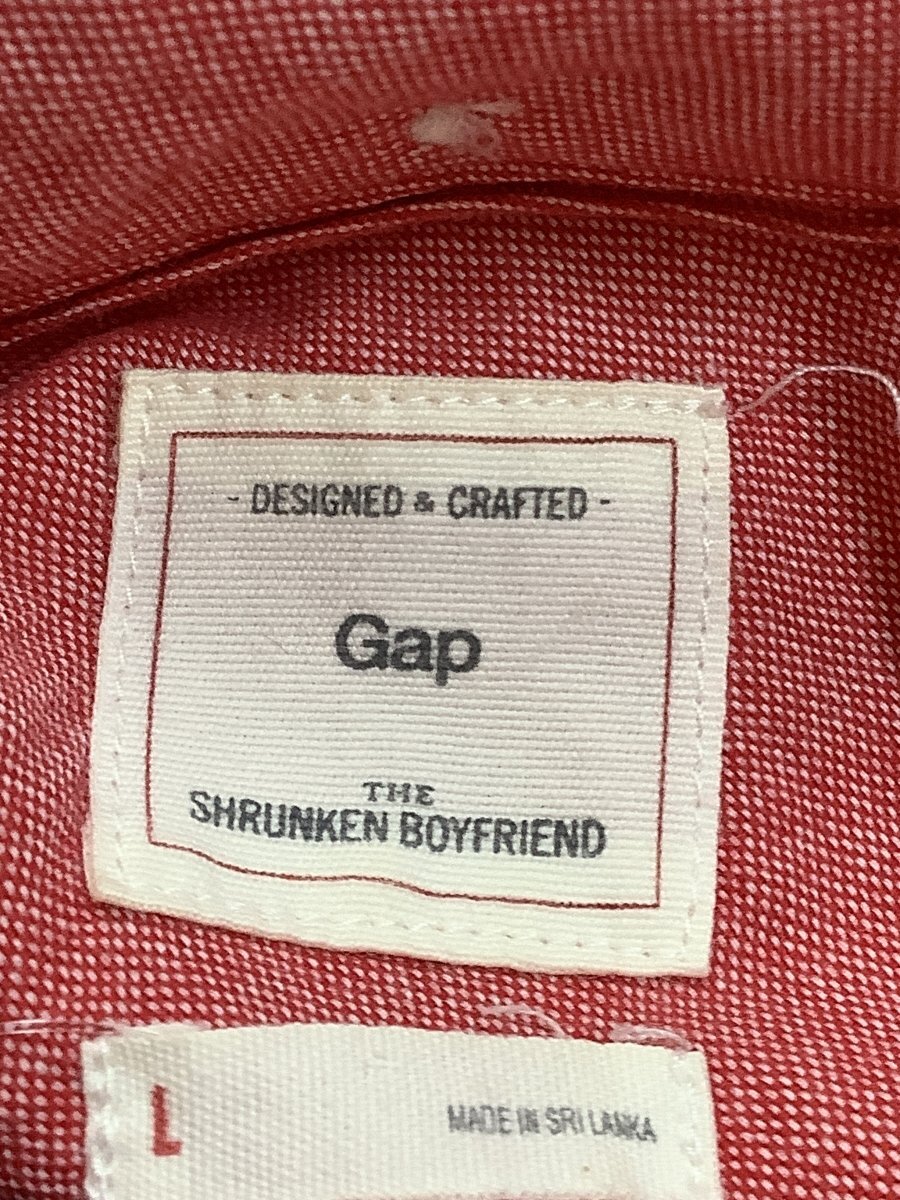 - DESIGNED & CRAFTED -
Gap
THE
SHRUNKEN BOYFRIEND
L
MADE IN SRI LANKA